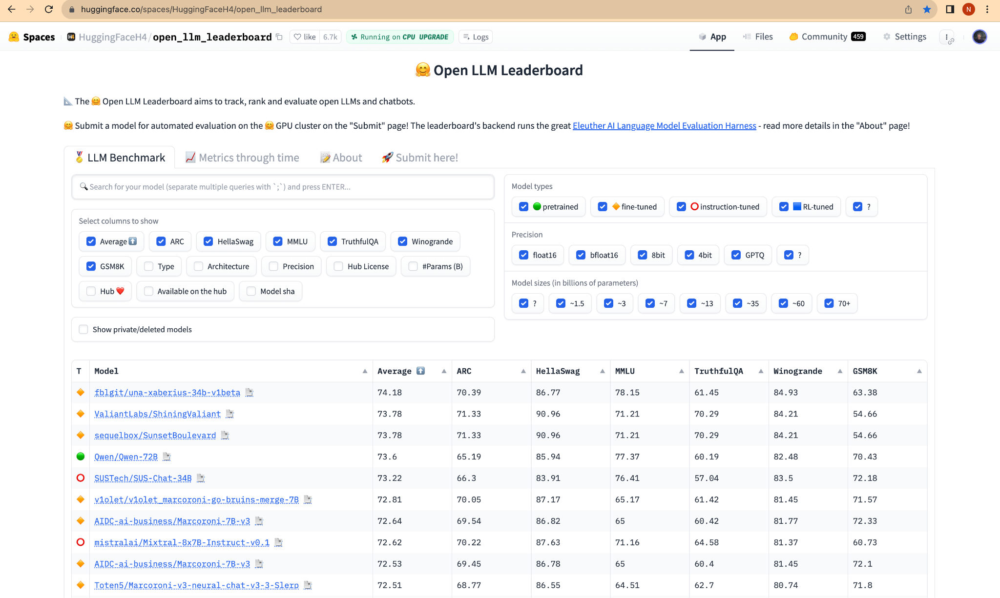 huggingface.co/spaces/HuggingFaceH4/open_llm_leaderboard
N
Spaces H4 HuggingFaceH4/open_llm_leaderboard like 6.7k Running on CPU UPGRADE Logs App Files Community 459 Settings
🤗 Open LLM Leaderboard
📐 The 🤗 Open LLM Leaderboard aims to track, rank and evaluate open LLMs and chatbots.
🤗 Submit a model for automated evaluation on the 🤗 GPU cluster on the "Submit" page! The leaderboard's backend runs the great Eleuther AI Language Model Evaluation Harness - read more details in the "About" page!
🏅 LLM Benchmark 📈 Metrics through time 📝 About 🚀 Submit here!
🔍 Search for your model (separate multiple queries with `;`) and press ENTER...
Select columns to show
Average ⬆️ ARC HellaSwag MMLU TruthfulQA Winogrande
GSM8K Type Architecture Precision Hub License #Params (B)
Hub ❤️ Available on the hub Model sha
Show private/deleted models
Model types
pretrained fine-tuned instruction-tuned RL-tuned ?
Precision
float16 bfloat16 8bit 4bit GPTQ ?
Model sizes (in billions of parameters)
? ~1.5 ~3 ~7 ~13 ~35 ~60 70+
T Model Average ⬆️ ARC HellaSwag MMLU TruthfulQA Winogrande GSM8K
fblgit/una-xaberius-34b-v1beta 74.18 70.39 86.77 78.15 61.45 84.93 63.38
ValiantLabs/ShiningValiant 73.78 71.33 90.96 71.21 70.29 84.21 54.66
sequelbox/SunsetBoulevard 73.78 71.33 90.96 71.21 70.29 84.21 54.66
Qwen/Qwen-72B 73.6 65.19 85.94 77.37 60.19 82.48 70.43
SUSTech/SUS-Chat-34B 73.22 66.3 83.91 76.41 57.04 83.5 72.18
v1olet/v1olet_marcoroni-go-bruins-merge-7B 72.81 70.05 87.17 65.17 61.42 81.45 71.57
AIDC-ai-business/Marcoroni-7B-v3 72.64 69.54 86.82 65 60.42 81.77 72.33
mistralai/Mixtral-8x7B-Instruct-v0.1 72.62 70.22 87.63 71.16 64.58 81.37 60.73
AIDC-ai-business/Marcoroni-7B-v3 72.53 69.45 86.78 65 60.4 81.45 72.1
Toten5/Marcoroni-v3-neural-chat-v3-3-Slerp 72.51 68.77 86.55 64.51 62.7 80.74 71.8